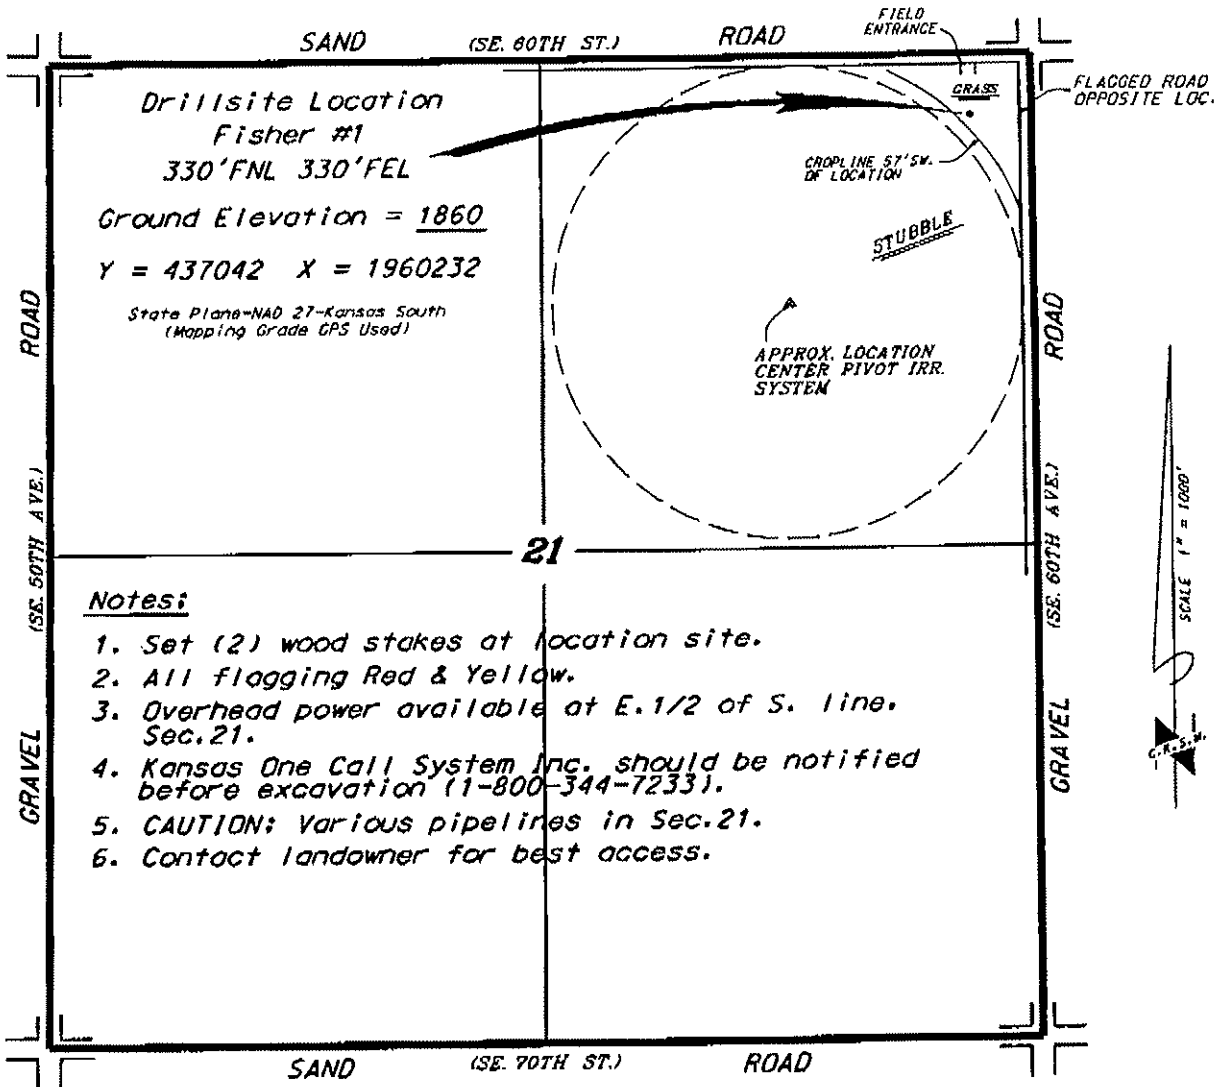 SAND (SE. 60TH ST.) ROAD
FIELD
ENTRANCE
GRASS
FLAGGED ROAD
OPPOSITE LOC.
Drillsite Location
Fisher #1
330'FNL 330'FEL
Ground Elevation = 1860
Y = 437042 X = 1960232
State Plane-NAD 27-Kansas South
(Mapping Grade GPS Used)
CROPLINE 57'SW.
OF LOCATION
STUBBLE
APPROX. LOCATION
CENTER PIVOT IRR.
SYSTEM
GRAVEL (SE. 50TH AVE.) ROAD
GRAVEL (SE. 60TH AVE.) ROAD
SCALE 1" = 1000'
C.K.S.W.
21
Notes:
1. Set (2) wood stakes at location site.
2. All flagging Red & Yellow.
3. Overhead power available at E.1/2 of S. line.
Sec.21.
4. Kansas One Call System Inc. should be notified
before excavation (1-800-344-7233).
5. CAUTION: Various pipelines in Sec.21.
6. Contact landowner for best access.
SAND (SE. 70TH ST.) ROAD